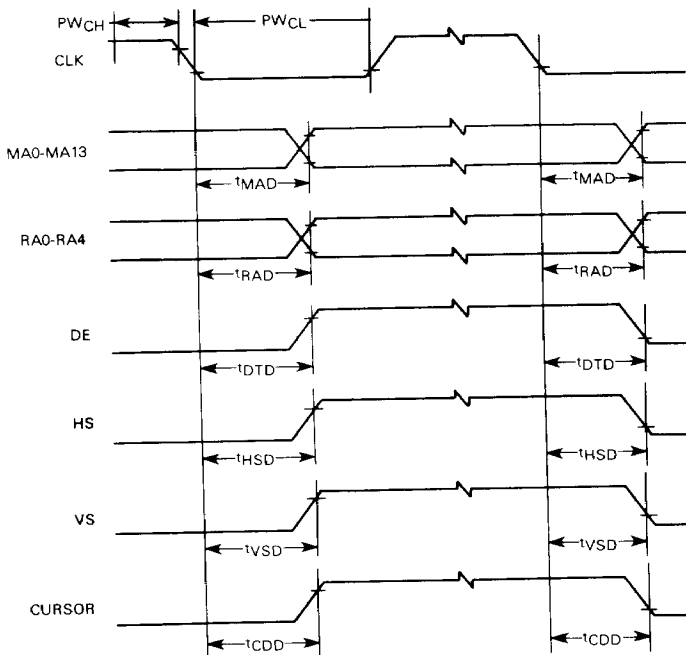 PWCH
PWCL
CLK
MA0-MA13
tMAD
tMAD
RA0-RA4
tRAD
tRAD
DE
tDTD
tDTD
HS
tHSD
tHSD
VS
tVSD
tVSD
CURSOR
tCDD
tCDD